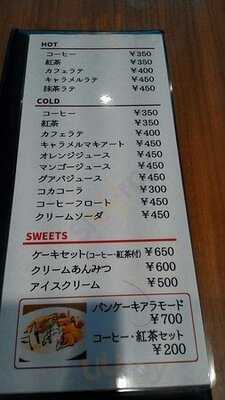 HOT
コーヒー ￥350
紅茶 ￥350
カフェラテ ￥400
キャラメルラテ ￥450
抹茶ラテ ￥450
COLD
コーヒー ￥350
紅茶 ￥350
カフェラテ ￥400
キャラメルマキアート ￥450
オレンジジュース ￥450
マンゴージュース ￥450
グァバジュース ￥450
コカコーラ ￥300
コーヒーフロート ￥450
クリームソーダ ￥450
SWEETS
ケーキセット(コーヒー・紅茶付) ￥650
クリームあんみつ ￥600
アイスクリーム ￥500
パンケーキアラモード
￥700
コーヒー・紅茶セット
￥200